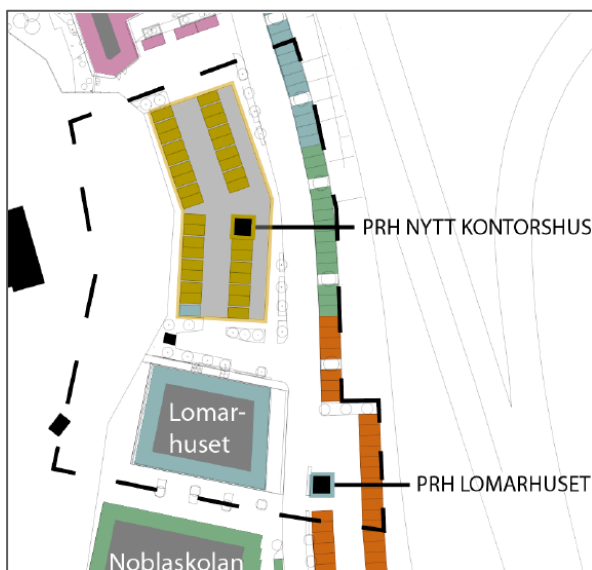 PRH NYTT KONTORSHUS
Lomar-
huset
PRH LOMARHUSET
Noblaskolan